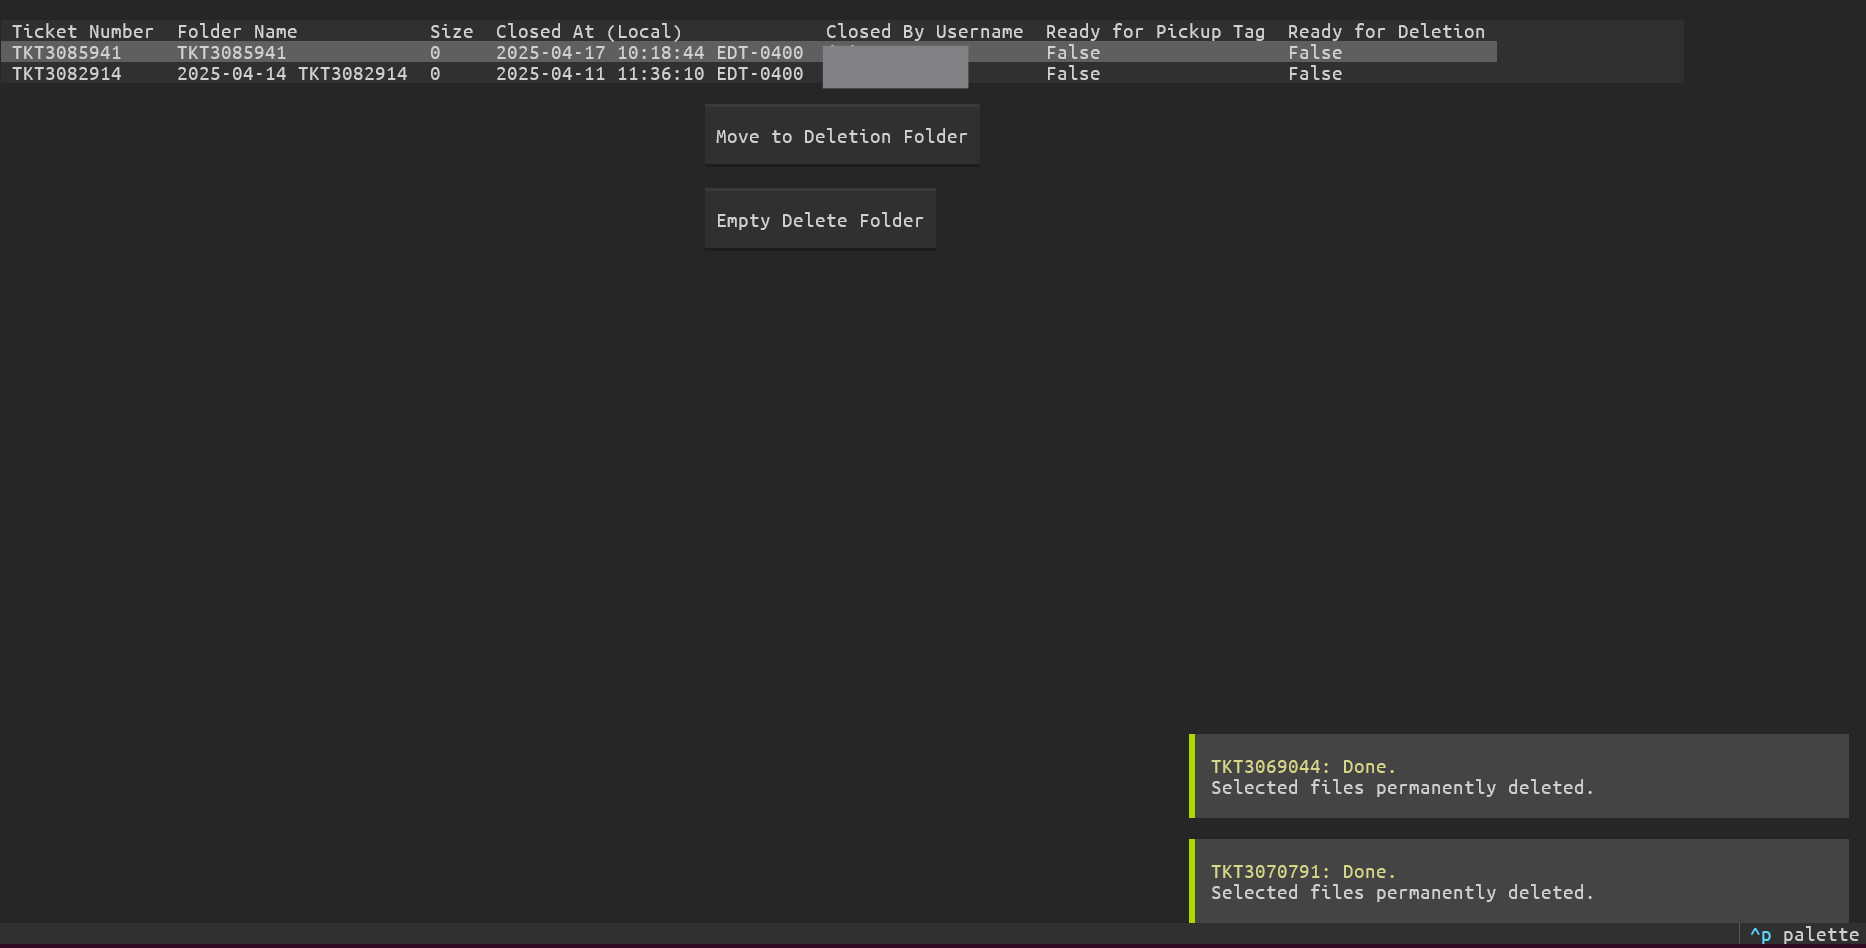 Ticket Number  Folder Name  Size  Closed At (Local)  Closed By Username  Ready for Pickup Tag  Ready for Deletion
TKT3085941  TKT3085941  0  2025-04-17 10:18:44 EDT-0400  False  False
TKT3082914  2025-04-14 TKT3082914  0  2025-04-11 11:36:10 EDT-0400  False  False
Move to Deletion Folder
Empty Delete Folder
TKT3069044: Done.
Selected files permanently deleted.
TKT3070791: Done.
Selected files permanently deleted.
^p palette